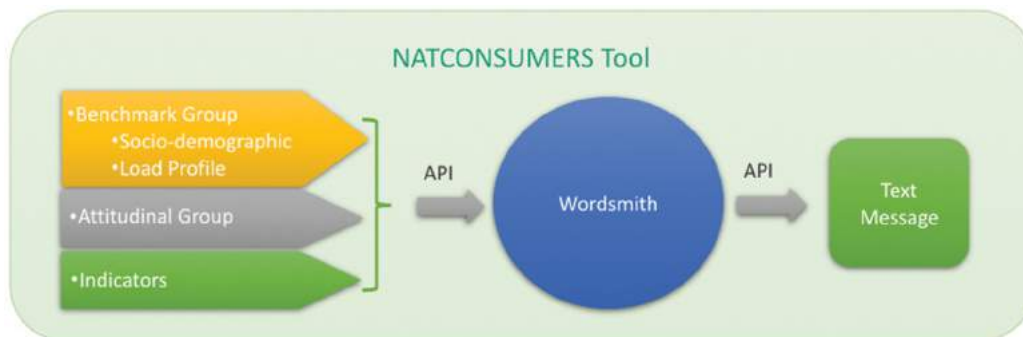 NATCONSUMERS Tool
•Benchmark Group
•Socio-demographic
•Load Profile
•Attitudinal Group
•Indicators
API
Wordsmith
API
Text
Message